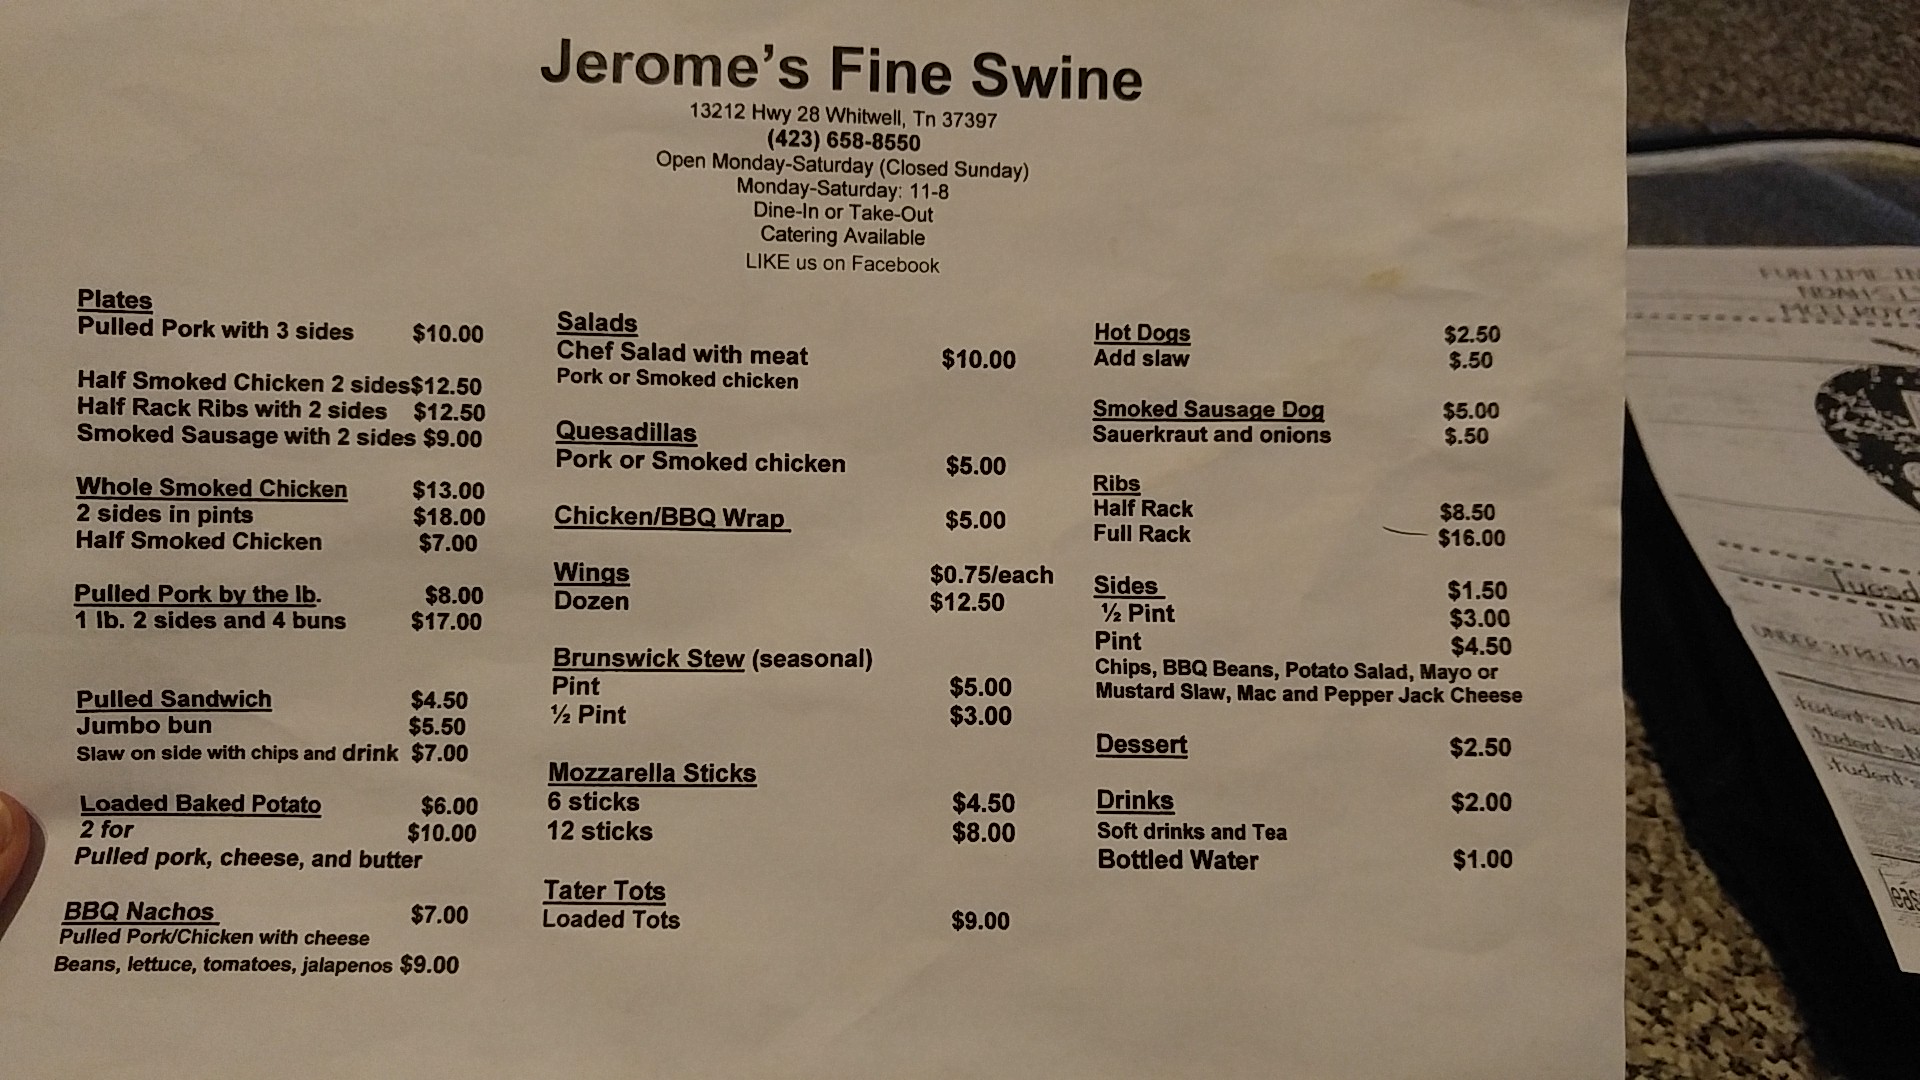 Jerome's Fine Swine
13212 Hwy 28 Whitwell, Tn 37397
(423) 658-8550
Open Monday-Saturday (Closed Sunday)
Monday-Saturday: 11-8
Dine-In or Take-Out
Catering Available
LIKE us on Facebook
Plates
Pulled Pork with 3 sides $10.00
Half Smoked Chicken 2 sides $12.50
Half Rack Ribs with 2 sides $12.50
Smoked Sausage with 2 sides $9.00
Whole Smoked Chicken $13.00
2 sides in pints $18.00
Half Smoked Chicken $7.00
Pulled Pork by the lb. $8.00
1 lb. 2 sides and 4 buns $17.00
Pulled Sandwich $4.50
Jumbo bun $5.50
Slaw on side with chips and drink $7.00
Loaded Baked Potato $6.00
2 for $10.00
Pulled pork, cheese, and butter
BBQ Nachos $7.00
Pulled Pork/Chicken with cheese
Beans, lettuce, tomatoes, jalapenos $9.00
Salads
Chef Salad with meat $10.00
Pork or Smoked chicken
Quesadillas
Pork or Smoked chicken $5.00
Chicken/BBQ Wrap $5.00
Wings $0.75/each
Dozen $12.50
Brunswick Stew (seasonal)
Pint $5.00
½ Pint $3.00
Mozzarella Sticks
6 sticks $4.50
12 sticks $8.00
Tater Tots
Loaded Tots $9.00
Hot Dogs $2.50
Add slaw $.50
Smoked Sausage Dog $5.00
Sauerkraut and onions $.50
Ribs
Half Rack $8.50
Full Rack $16.00
Sides $1.50
½ Pint $3.00
Pint $4.50
Chips, BBQ Beans, Potato Salad, Mayo or
Mustard Slaw, Mac and Pepper Jack Cheese
Dessert $2.50
Drinks $2.00
Soft drinks and Tea
Bottled Water $1.00
FUN TIME